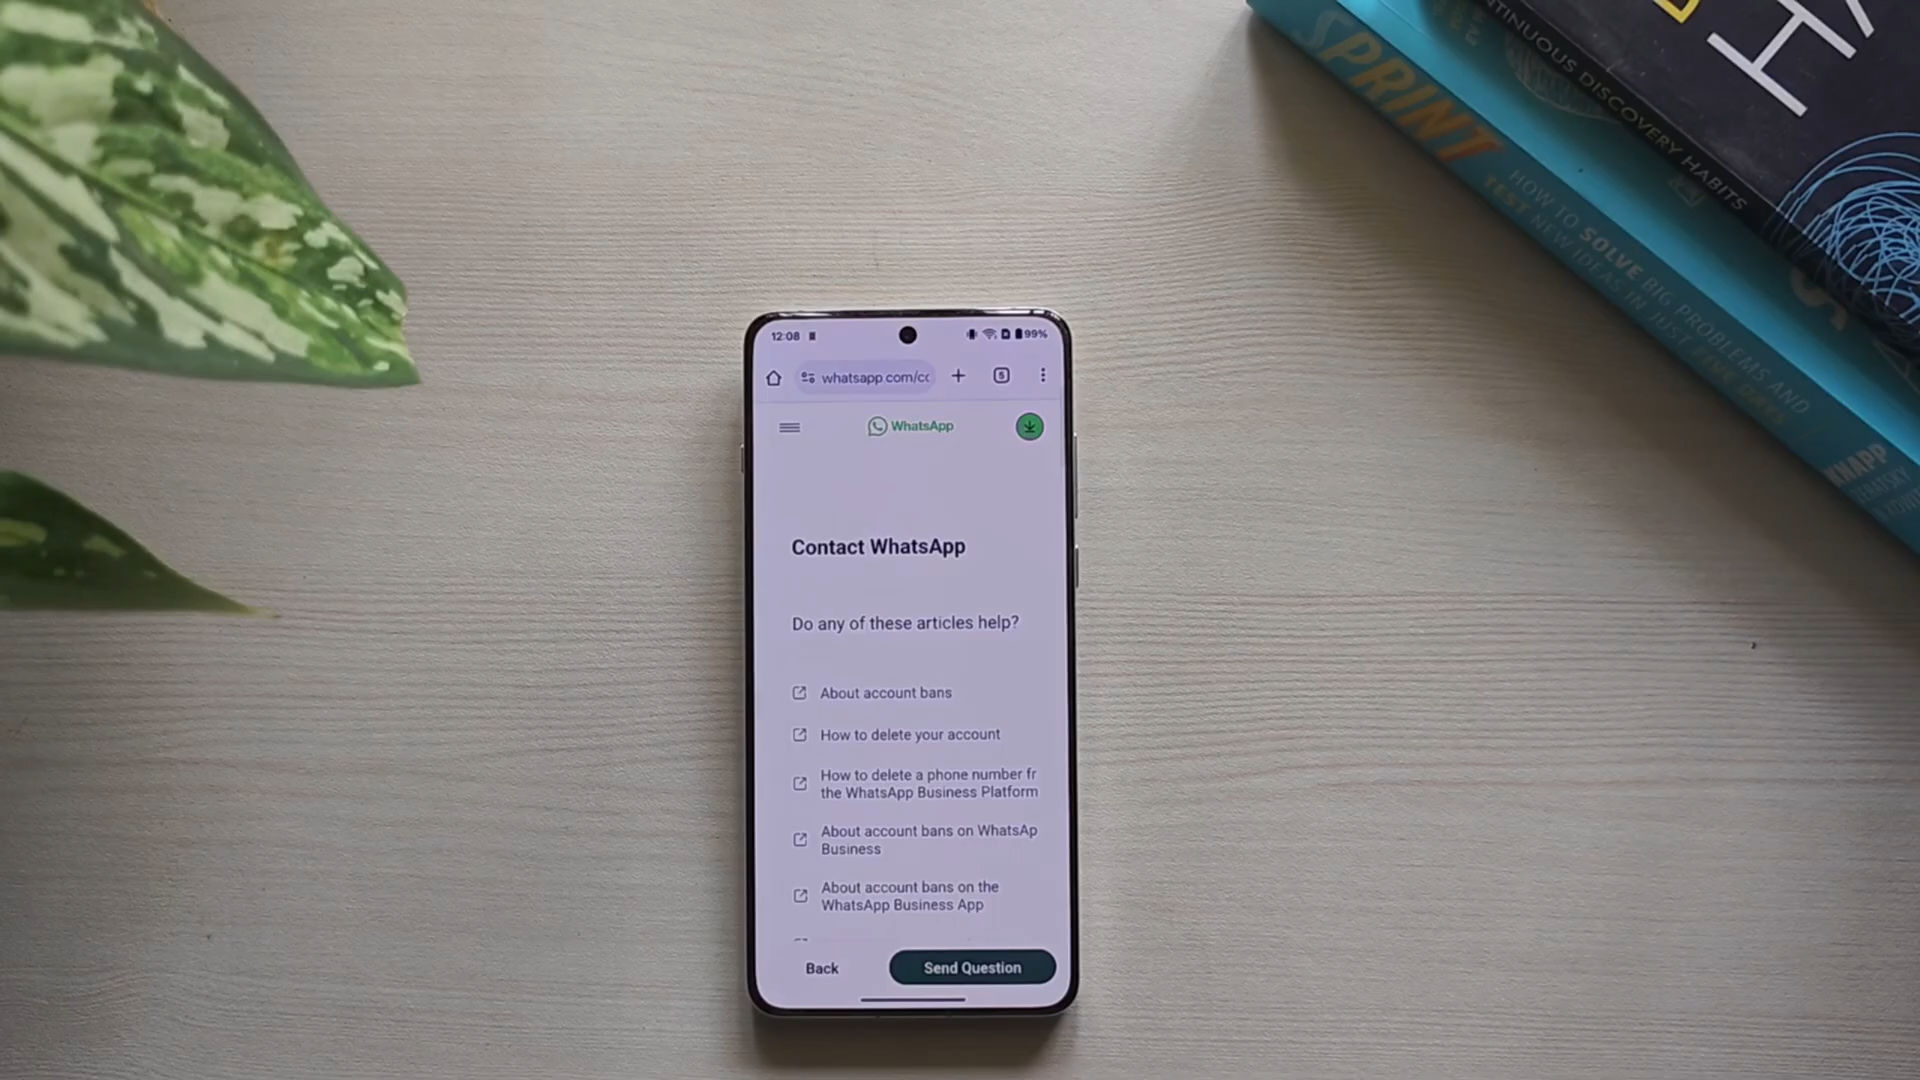 12:08
99%
whatsapp.com/cc
5
WhatsApp
Contact WhatsApp
Do any of these articles help?
About account bans
How to delete your account
How to delete a phone number fr
the WhatsApp Business Platform
About account bans on WhatsAp
Business
About account bans on the
WhatsApp Business App
Back
Send Question
SPRINT
HOW TO SOLVE BIG PROBLEMS AND
TEST NEW IDEAS IN JUST FIVE DAYS
KNAPP
CONTINUOUS DISCOVERY HABITS